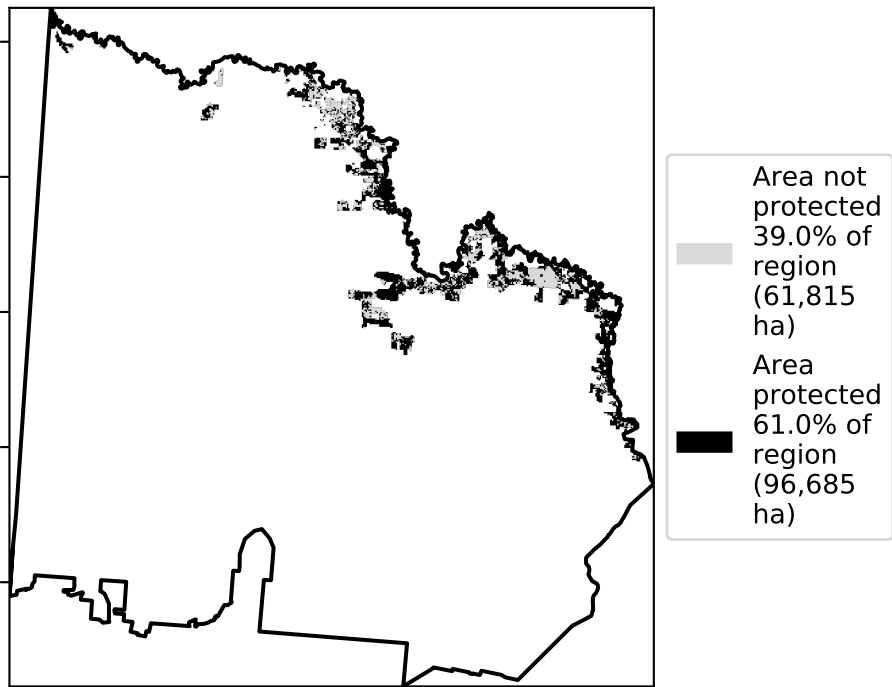 Area not
protected
39.0% of
region
(61,815
ha)
Area
protected
61.0% of
region
(96,685
ha)